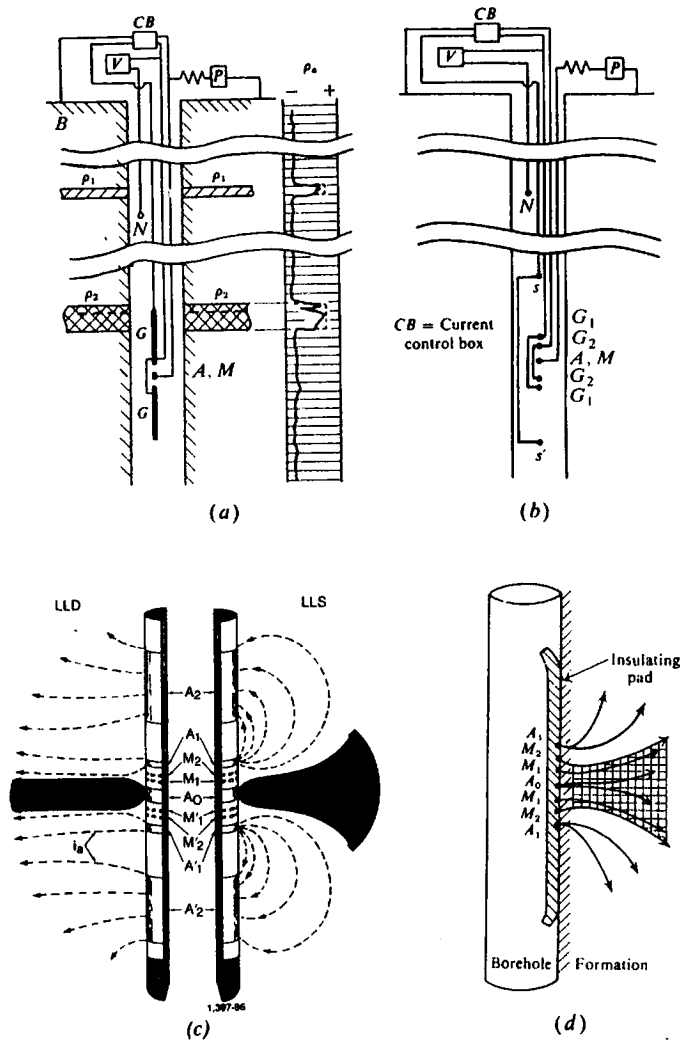 CB
V
P
B
ρa
− +
ρ1 ρ1
N
ρ2 ρ2
G
A, M
G
(a)
CB
V
P
N
s
CB = Current
control box
G1
G2
A, M
G2
G1
s'
(b)
LLD
LLS
A2
A1
M2
M1
A0
M'1
M'2
A'1
A'2
ia
1,397-86
(c)
Insulating
pad
A1
M2
M1
A0
M1
M2
A1
Borehole Formation
(d)